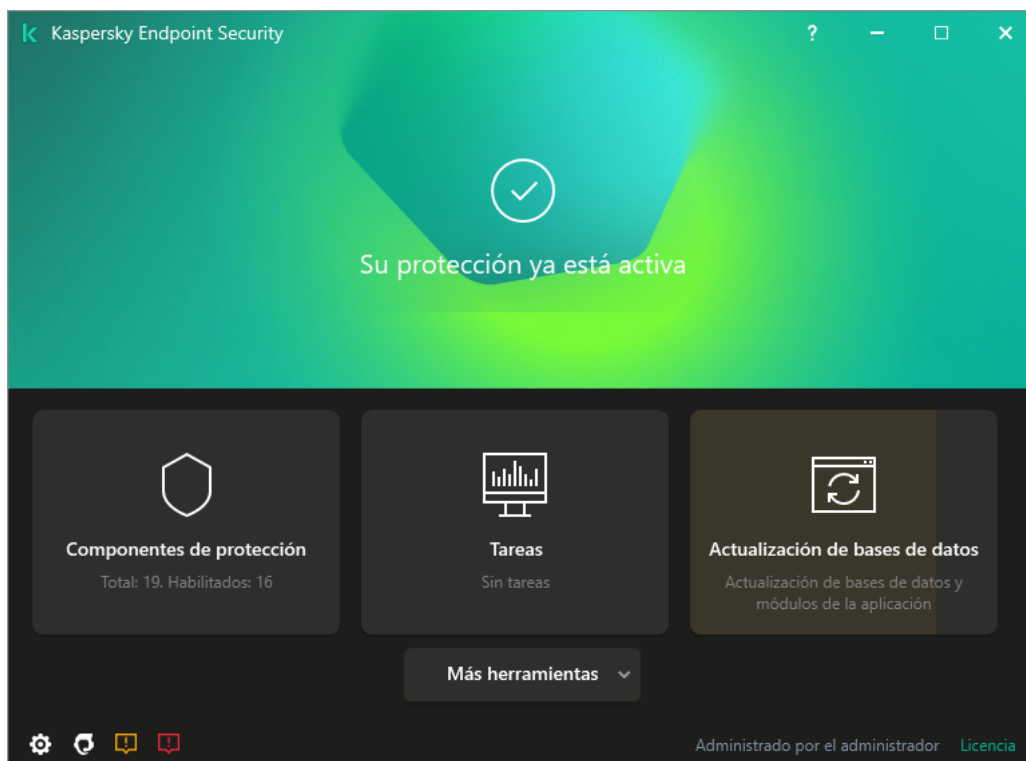 Kaspersky Endpoint Security
?
Su protección ya está activa
Componentes de protección
Total: 19. Habilitados: 16
Tareas
Sin tareas
Actualización de bases de datos
Actualización de bases de datos y
módulos de la aplicación
Más herramientas
Administrado por el administrador Licencia